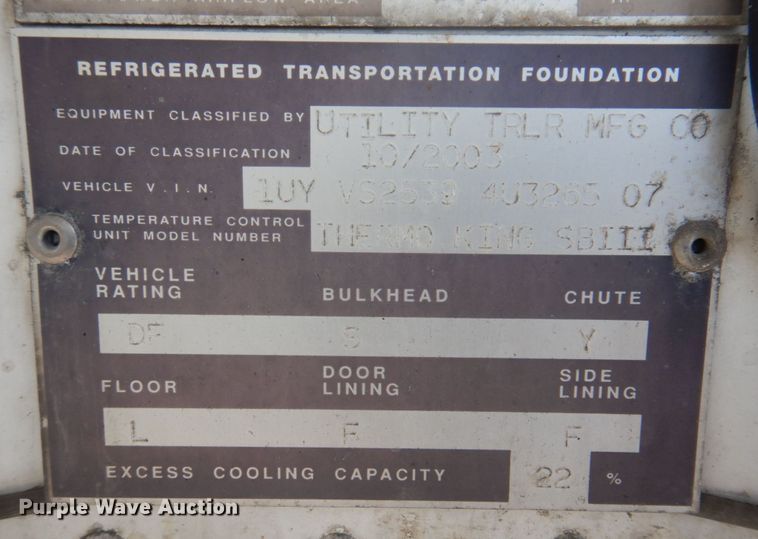 REFRIGERATED TRANSPORTATION FOUNDATION
EQUIPMENT CLASSIFIED BY UTILITY TRLR MFG CO
DATE OF CLASSIFICATION 10/2003
VEHICLE V.I.N. 1UY VS2539 4U3265 07
TEMPERATURE CONTROL
UNIT MODEL NUMBER THERMO KING SBIII
VEHICLE
RATING BULKHEAD CHUTE
DF S Y
FLOOR DOOR LINING SIDE LINING
L F F
EXCESS COOLING CAPACITY 22 %
Purple Wave Auction